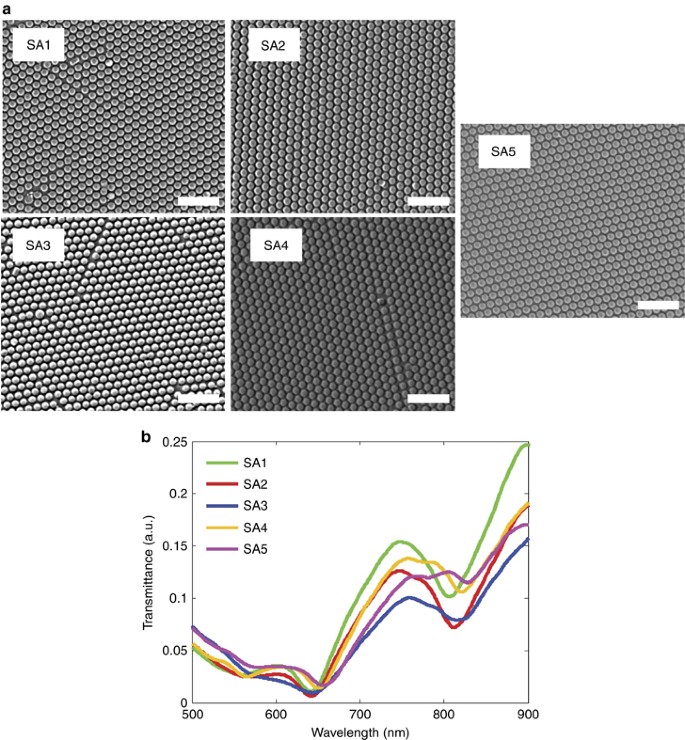 a
SA1
SA2
SA5
SA3
SA4
b
0.25
0.2
0.15
0.1
0.05
0
SA1
SA2
SA3
SA4
SA5
Transmittance (a.u.)
500
600
700
800
900
Wavelength (nm)